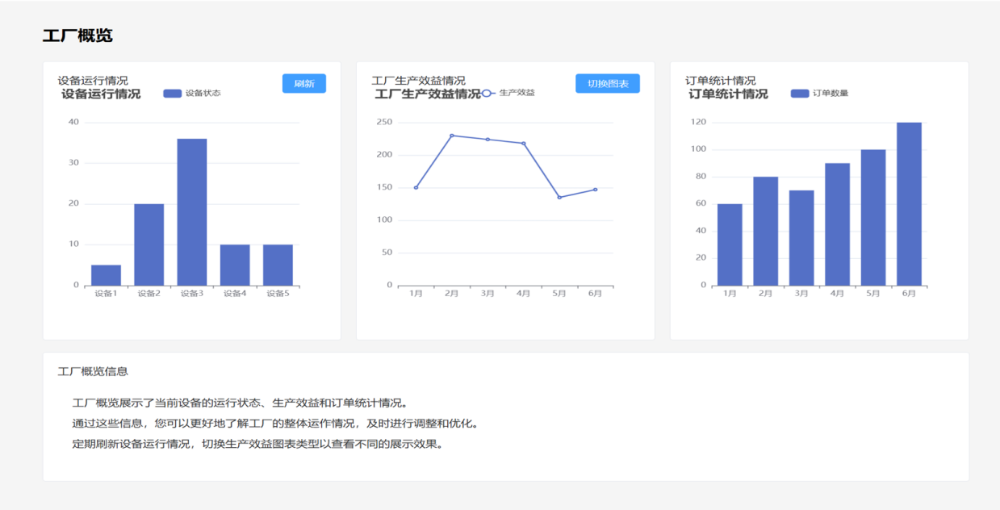 工厂概览
设备运行情况
刷新
设备运行情况
设备状态
40
30
20
10
0
设备1 设备2 设备3 设备4 设备5
工厂生产效益情况
切换图表
工厂生产效益情况
生产效益
250
200
150
100
50
0
1月 2月 3月 4月 5月 6月
订单统计情况
订单统计情况
订单数量
120
100
80
60
40
20
0
1月 2月 3月 4月 5月 6月
工厂概览信息
工厂概览展示了当前设备的运行状态、生产效益和订单统计情况。
通过这些信息，您可以更好地了解工厂的整体运作情况，及时进行调整和优化。
定期刷新设备运行情况，切换生产效益图表类型以查看不同的展示效果。